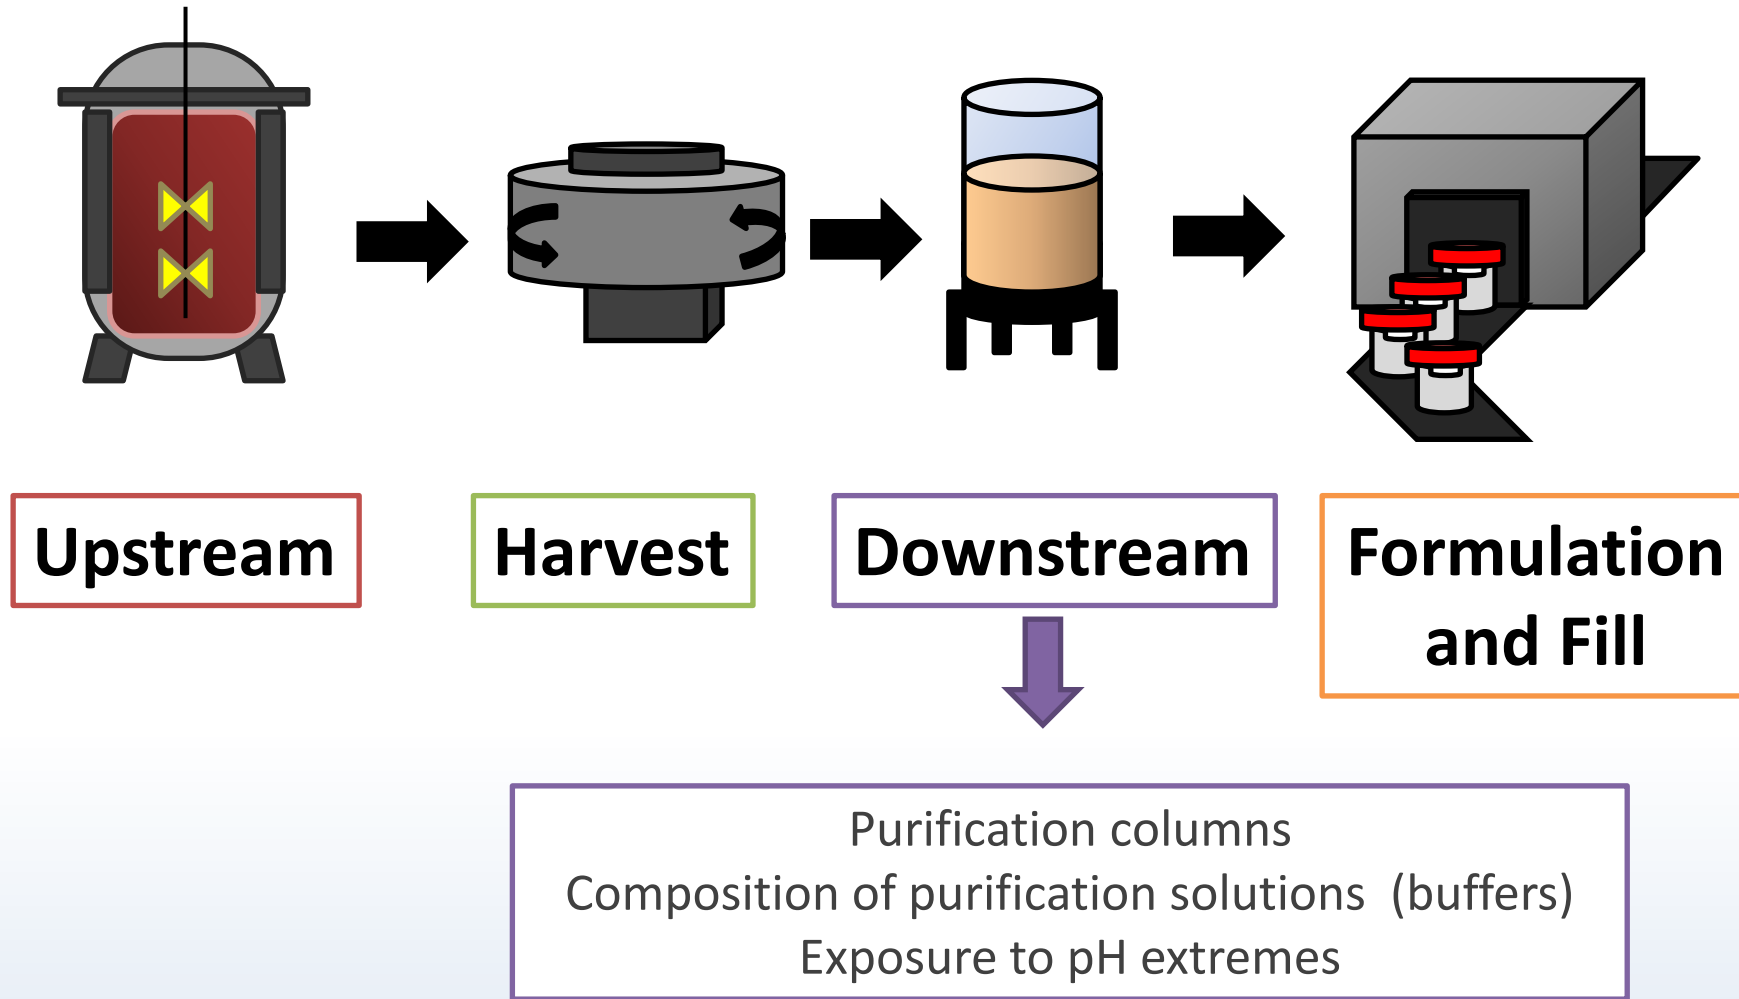 Upstream
Harvest
Downstream
Formulation
and Fill
Purification columns
Composition of purification solutions  (buffers)
Exposure to pH extremes